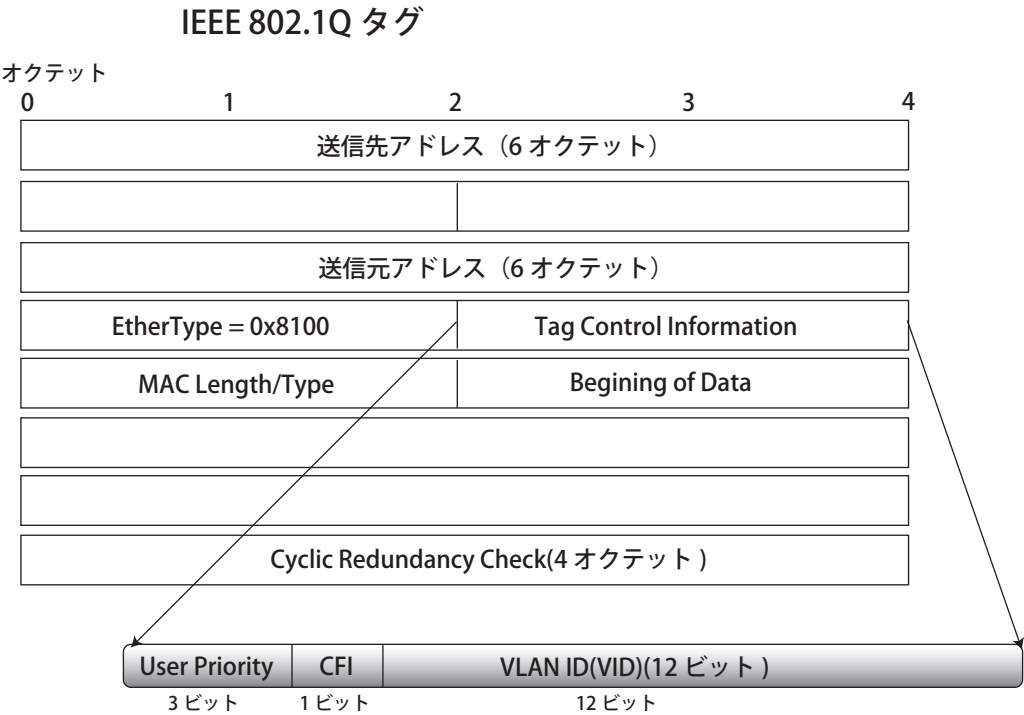 IEEE 802.1Q タグ
オクテット
0 1 2 3 4
送信先アドレス（6 オクテット）
送信元アドレス（6 オクテット）
EtherType = 0x8100 Tag Control Information
MAC Length/Type Begining of Data
Cyclic Redundancy Check(4 オクテット )
User Priority CFI VLAN ID(VID)(12 ビット )
3 ビット 1 ビット 12 ビット